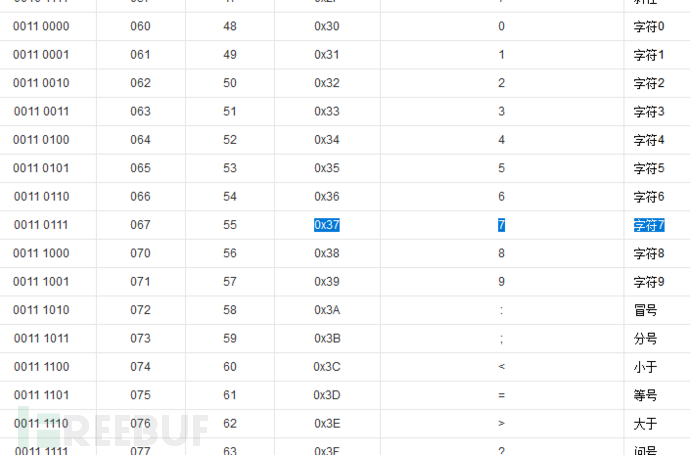 0011 0000 060 48 0x30 0 字符0
0011 0001 061 49 0x31 1 字符1
0011 0010 062 50 0x32 2 字符2
0011 0011 063 51 0x33 3 字符3
0011 0100 064 52 0x34 4 字符4
0011 0101 065 53 0x35 5 字符5
0011 0110 066 54 0x36 6 字符6
0011 0111 067 55 0x37 7 字符7
0011 1000 070 56 0x38 8 字符8
0011 1001 071 57 0x39 9 字符9
0011 1010 072 58 0x3A : 冒号
0011 1011 073 59 0x3B ; 分号
0011 1100 074 60 0x3C < 小于
0011 1101 075 61 0x3D = 等号
0011 1110 076 62 0x3E > 大于
0011 1111 077 63 0x3F ? 问号
FREEBUF